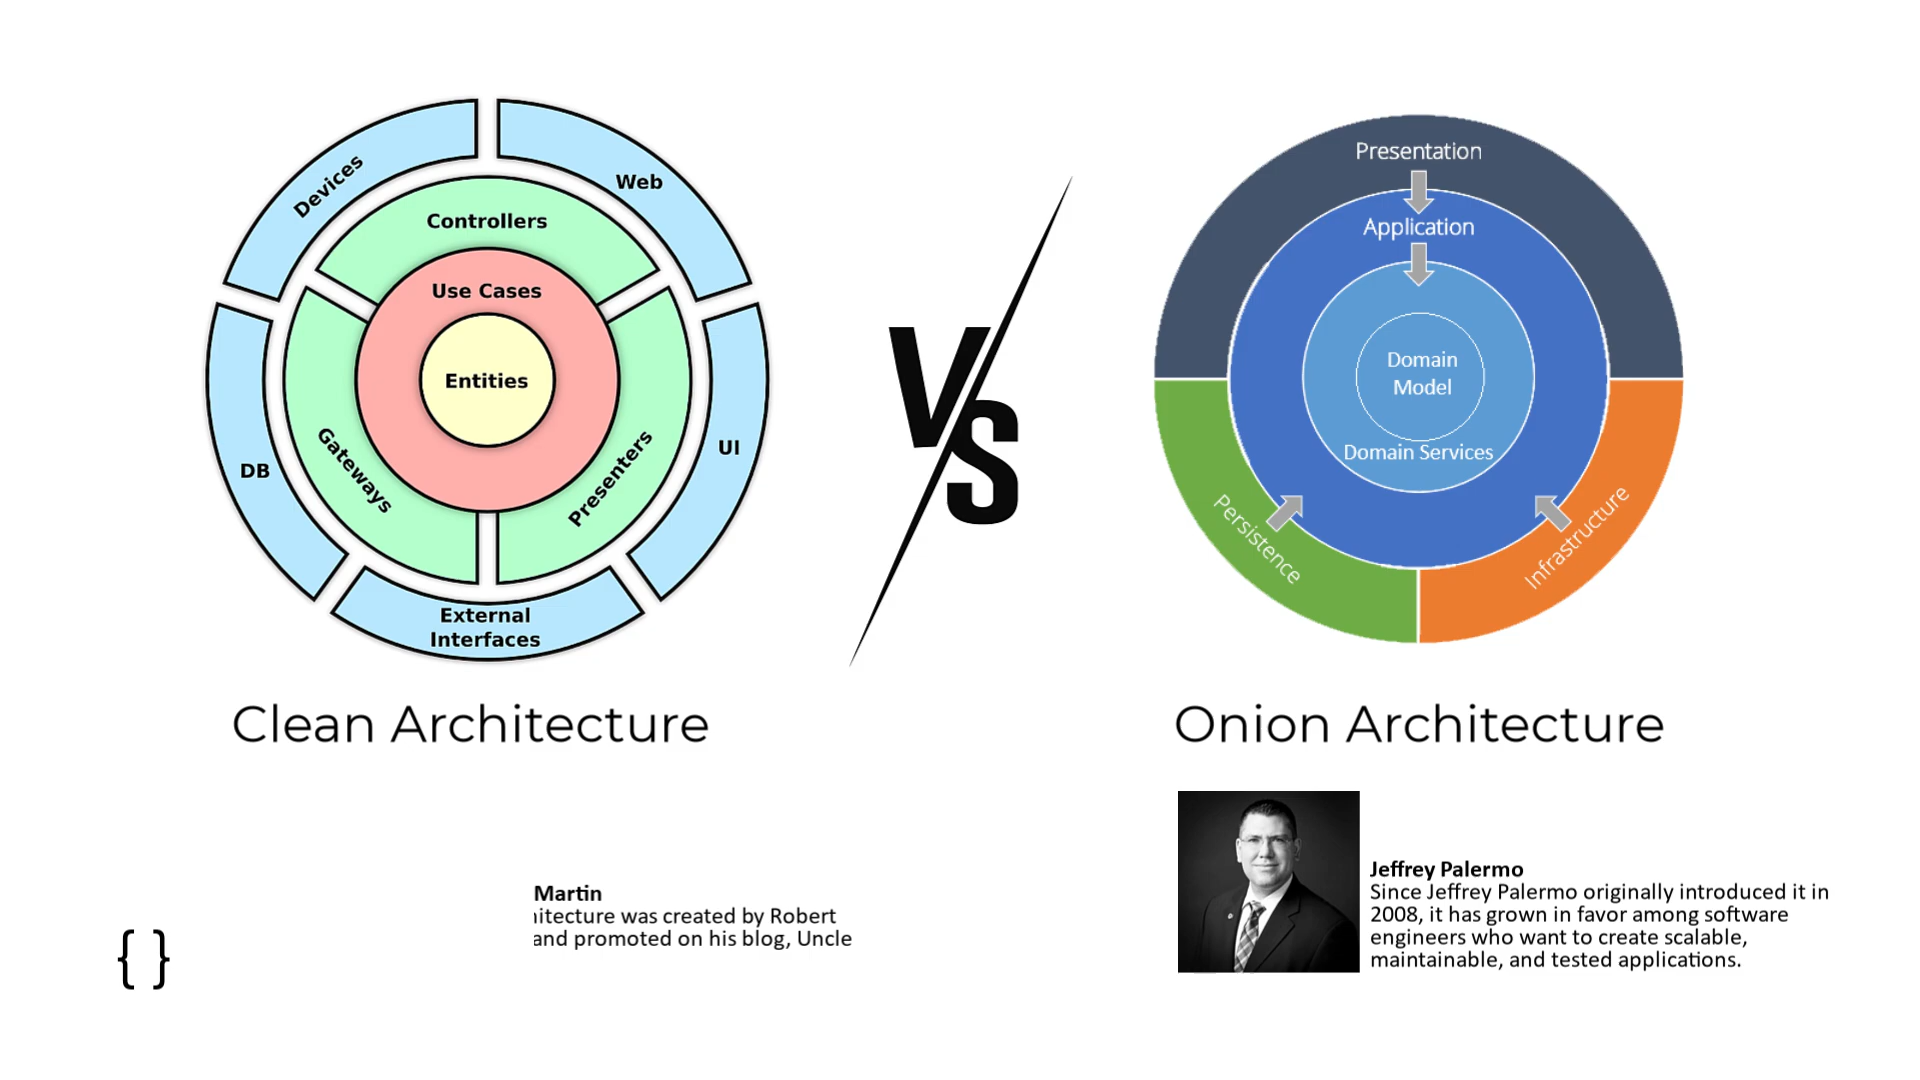 Devices
Web
Controllers
Use Cases
Entities
Gateways
Presenters
DB
UI
External
Interfaces
Clean Architecture
VS
Presentation
Application
Domain
Model
Domain Services
Persistence
Infrastructure
Onion Architecture
Martin
hitecture was created by Robert
and promoted on his blog, Uncle
{ }
Jeffrey Palermo
Since Jeffrey Palermo originally introduced it in
2008, it has grown in favor among software
engineers who want to create scalable,
maintainable, and tested applications.